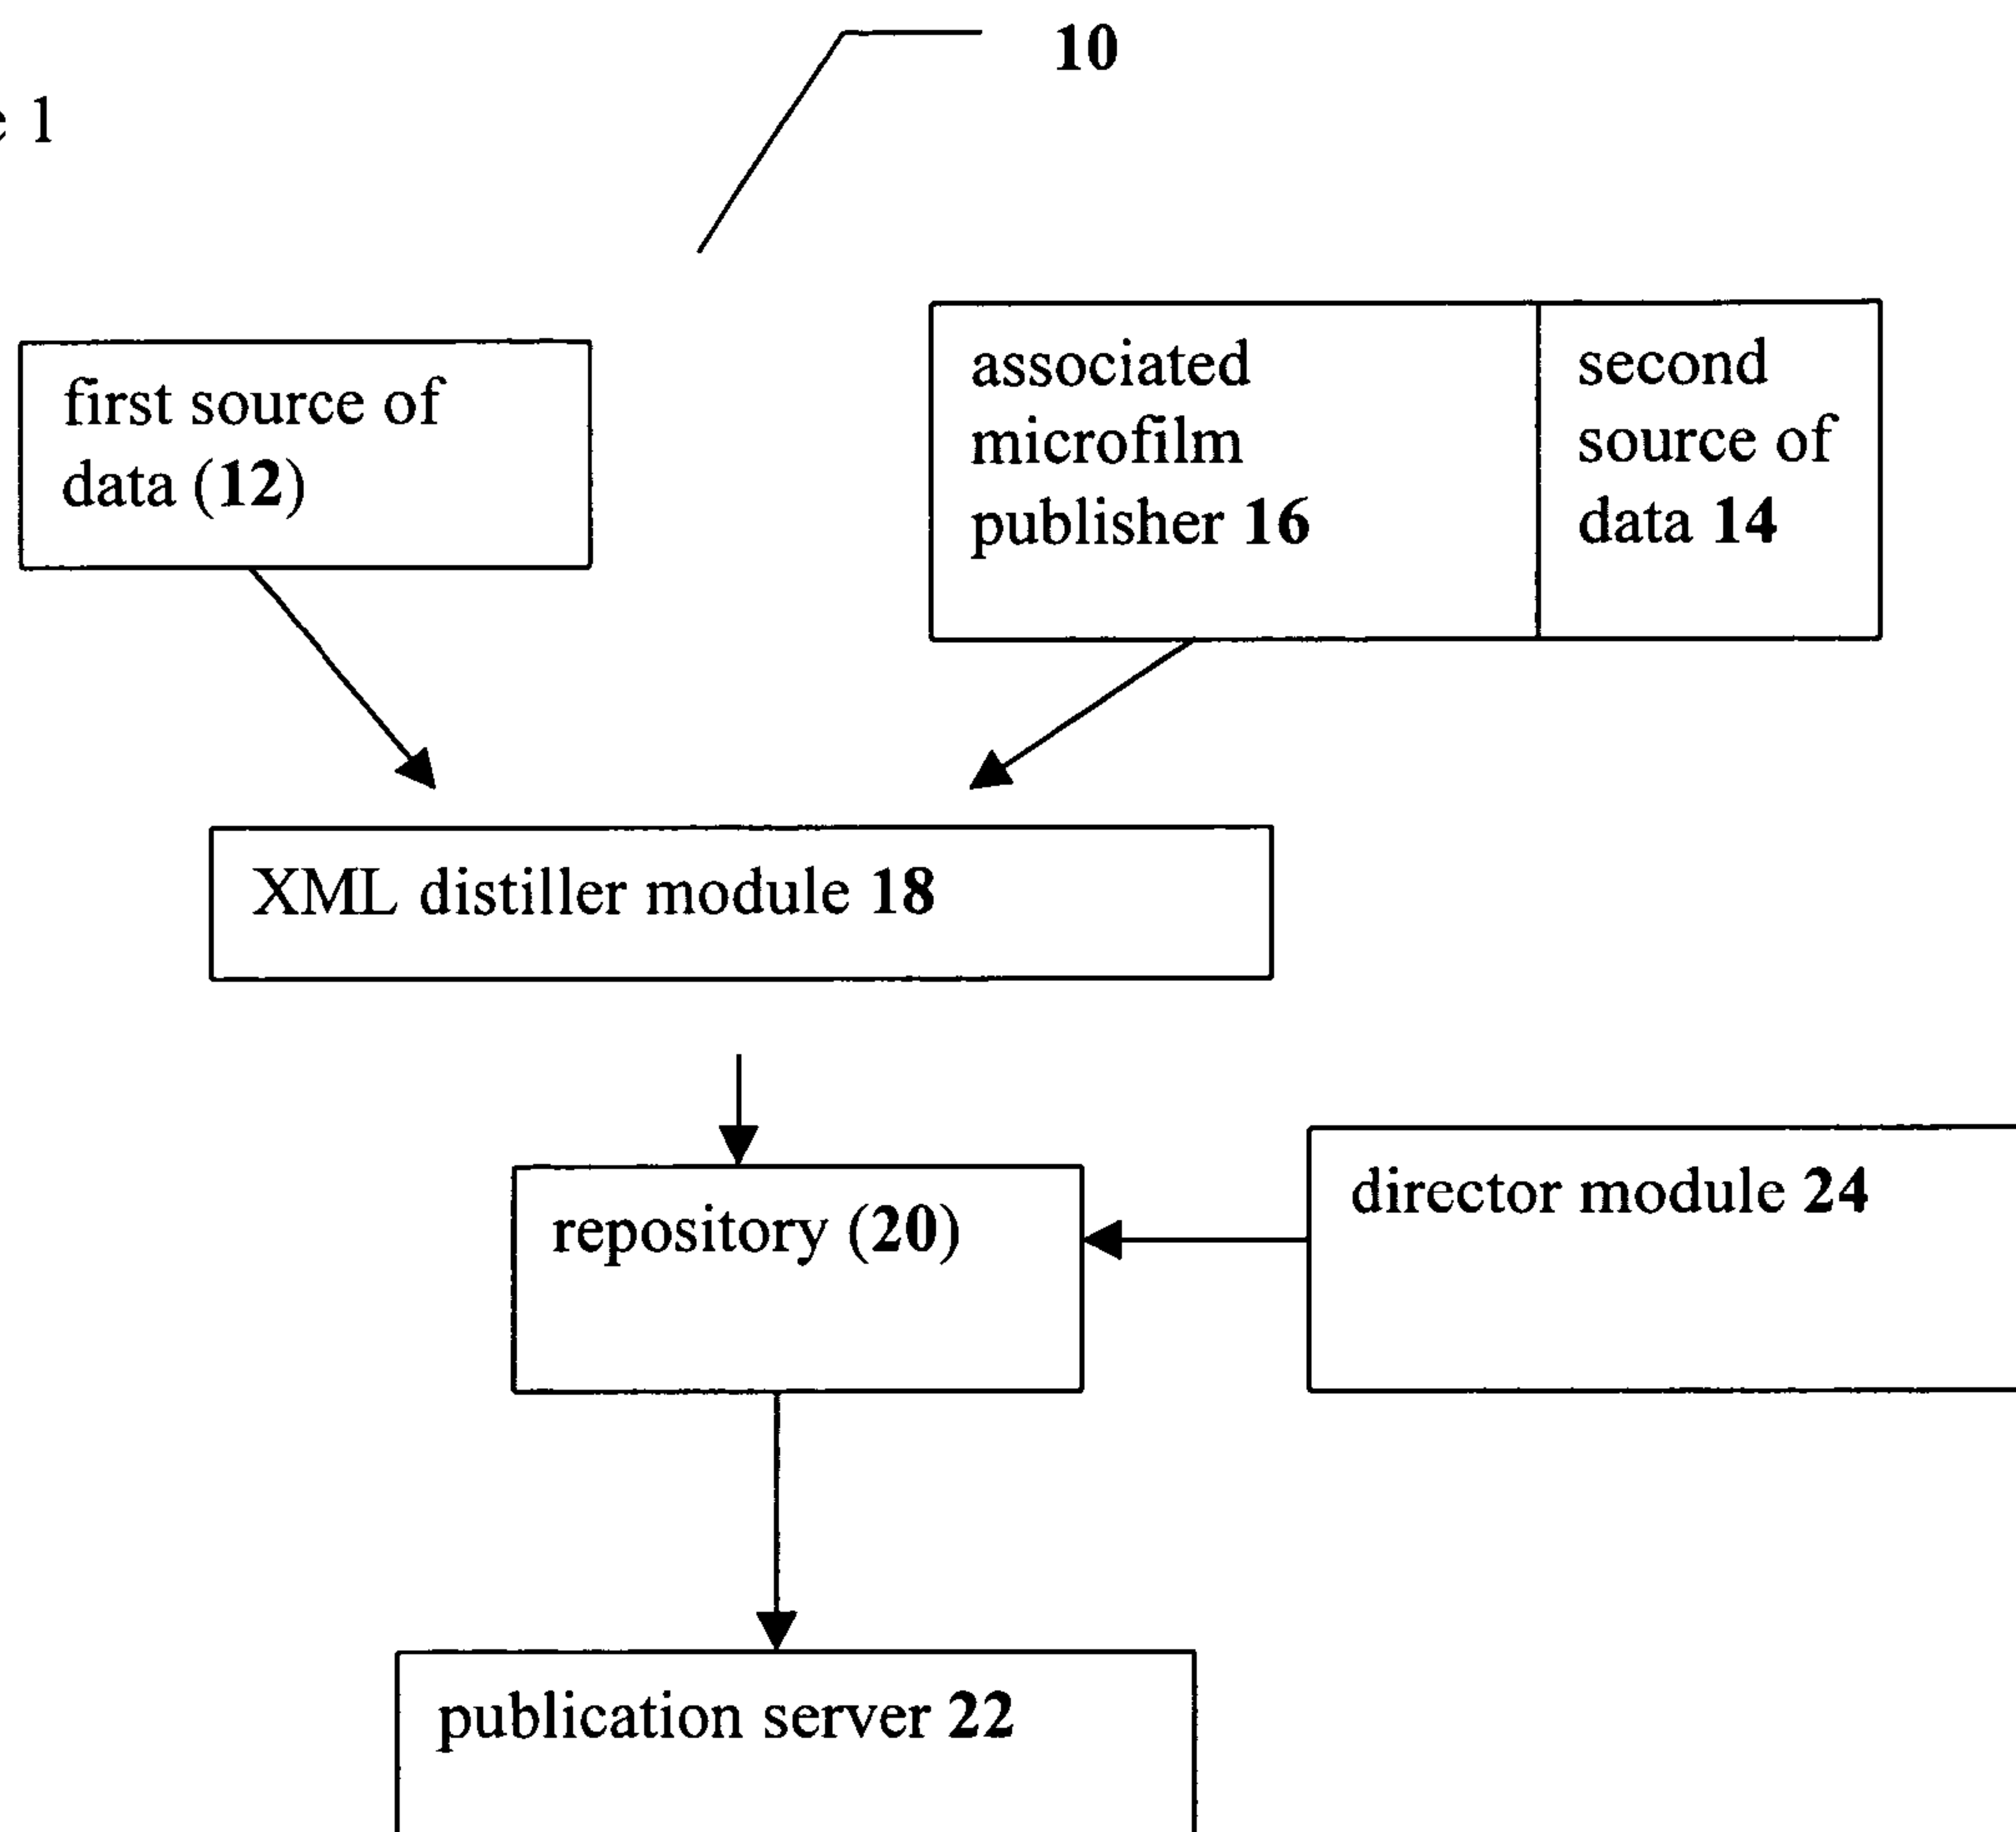 10
e 1
first source of
data (12)
associated
microfilm
publisher 16
second
source of
data 14
XML distiller module 18
repository (20)
director module 24
publication server 22